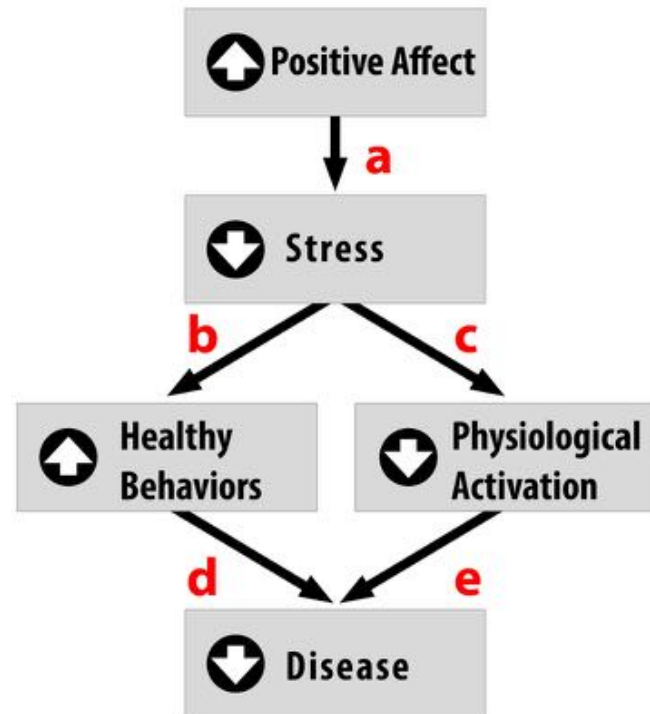 Positive Affect
a
Stress
b
c
Healthy
Behaviors
Physiological
Activation
d
e
Disease